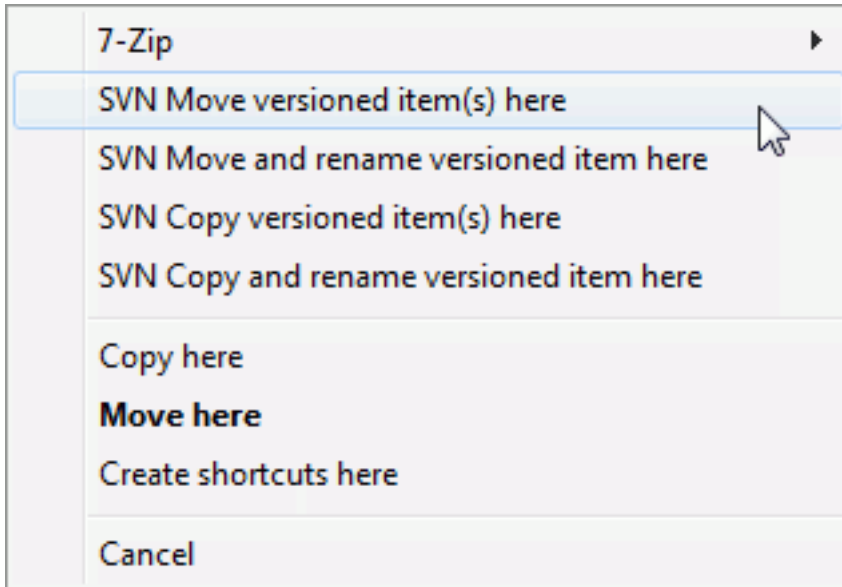 7-Zip
SVN Move versioned item(s) here
SVN Move and rename versioned item here
SVN Copy versioned item(s) here
SVN Copy and rename versioned item here
Copy here
Move here
Create shortcuts here
Cancel